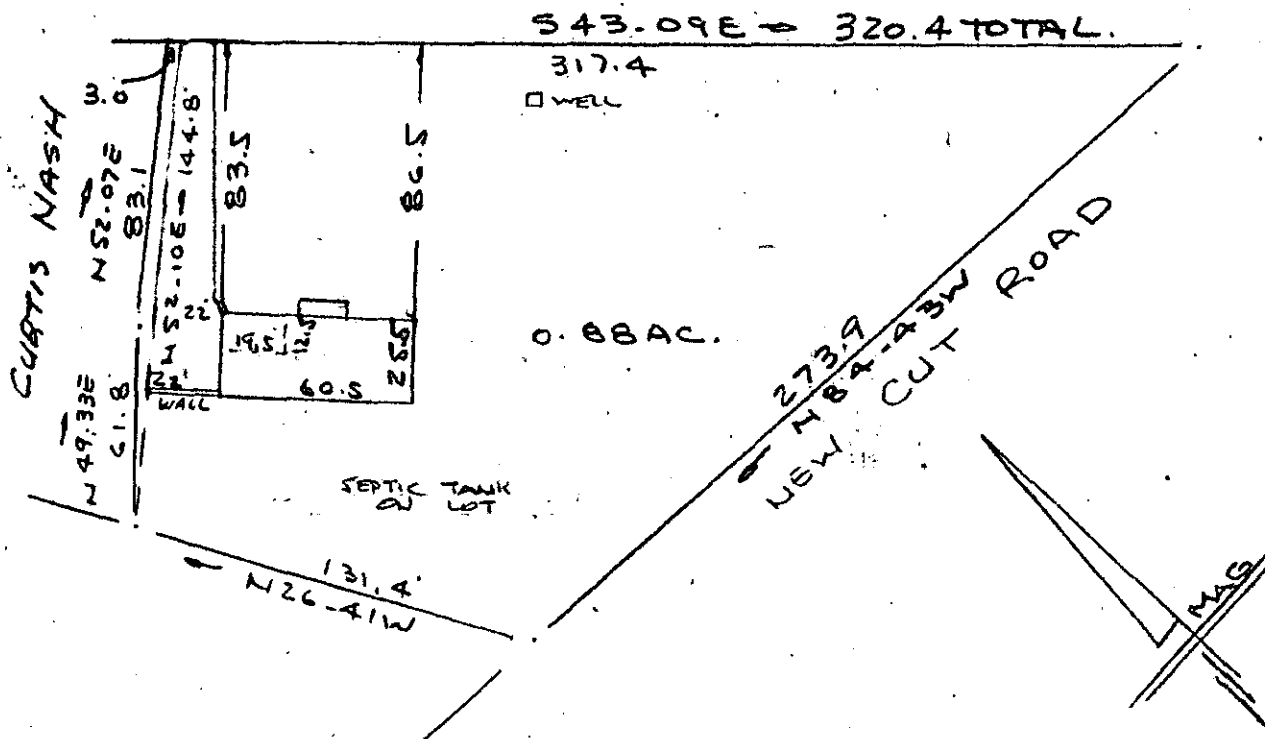 S43.09E 320.4 TOTAL.
317.4
WELL
3.0
CURTIS NASH
N52.07E
83.1
N52-10E 144.8'
83.5
86.5
22'
19.5
12.5
60.5
22'
WALL
0.88AC.
N49.33E
61.8
273.9
N84-43W
NEW CUT ROAD
SEPTIC TANK
ON LOT
131.4'
N26-41W
MAG